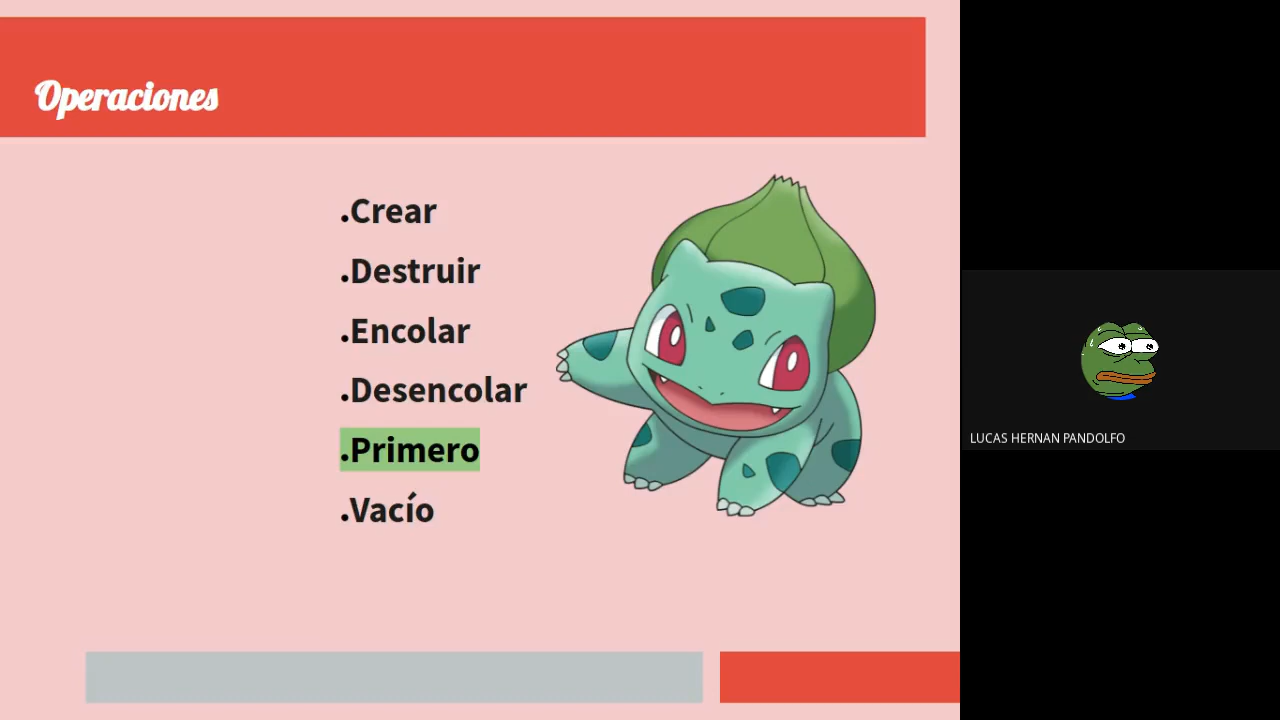 Operaciones
.Crear
.Destruir
.Encolar
.Desencolar
.Primero
.Vacío
LUCAS HERNAN PANDOLFO